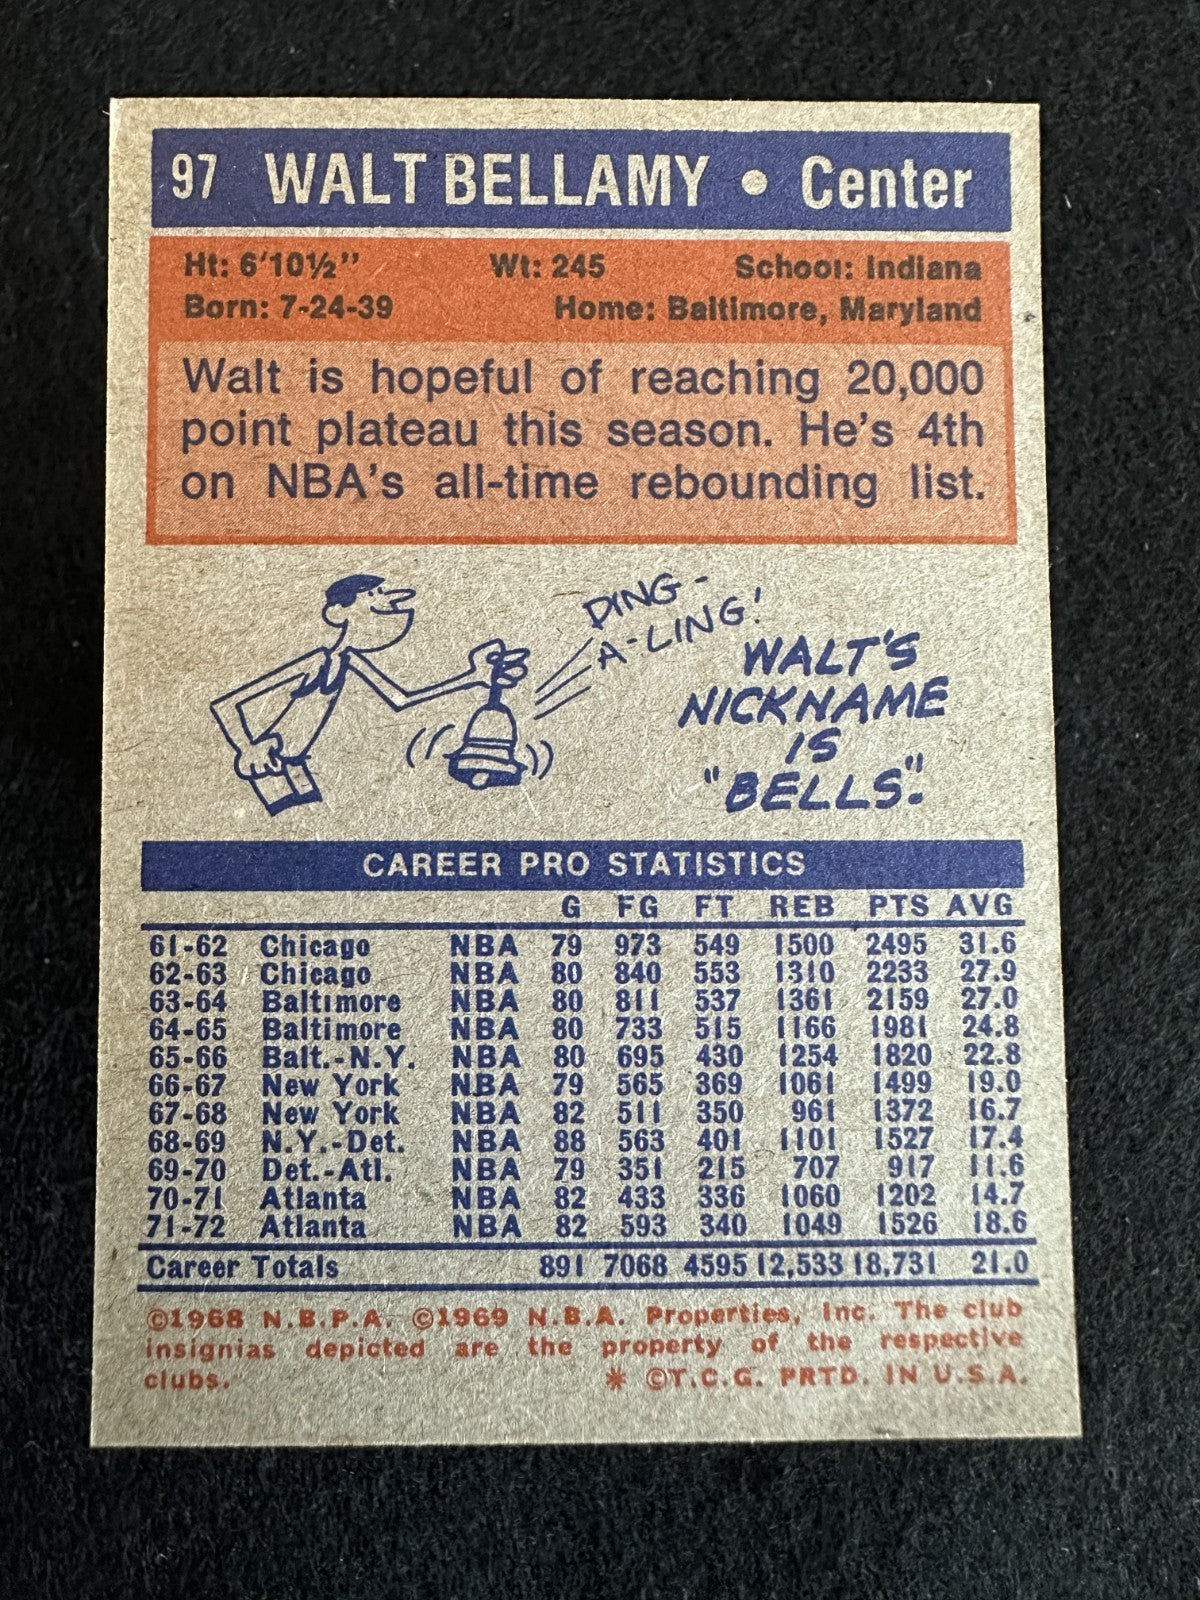 97 WALT BELLAMY • Center
Ht: 6'10½" Wt: 245 School: Indiana
Born: 7-24-39 Home: Baltimore, Maryland
Walt is hopeful of reaching 20,000
point plateau this season. He's 4th
on NBA's all-time rebounding list.
DING-
A-LING!
WALT'S
NICKNAME
IS
"BELLS".
CAREER PRO STATISTICS
G FG FT REB PTS AVG
61-62 Chicago NBA 79 973 549 1500 2495 31.6
62-63 Chicago NBA 80 840 553 1310 2233 27.9
63-64 Baltimore NBA 80 811 537 1361 2159 27.0
64-65 Baltimore NBA 80 733 515 1166 1981 24.8
65-66 Balt.-N.Y. NBA 80 695 430 1254 1820 22.8
66-67 New York NBA 79 565 369 1061 1499 19.0
67-68 New York NBA 82 511 350 961 1372 16.7
68-69 N.Y.-Det. NBA 88 563 401 1101 1527 17.4
69-70 Det.-Atl. NBA 79 351 215 707 917 11.6
70-71 Atlanta NBA 82 433 336 1060 1202 14.7
71-72 Atlanta NBA 82 593 340 1049 1526 18.6
Career Totals 891 7068 4595 12,533 18,731 21.0
©1968 N.B.P.A. ©1969 N.B.A. Properties, Inc. The club
insignias depicted are the property of the respective
clubs. * ©T.C.G. PRTD. IN U.S.A.